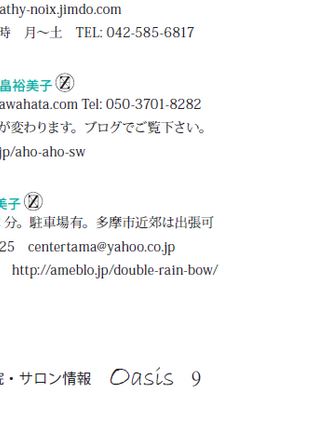 athy-noix.jimdo.com
時 月～土 TEL: 042-585-6817
畠裕美子 Ⓩ
awahata.com Tel: 050-3701-8282
が変わります。ブログでご覧下さい。
jp/aho-aho-sw
美子 Ⓩ
分。駐車場有。多摩市近郊は出張可
25 centertama@yahoo.co.jp
http://ameblo.jp/double-rain-bow/
・サロン情報 Oasis 9